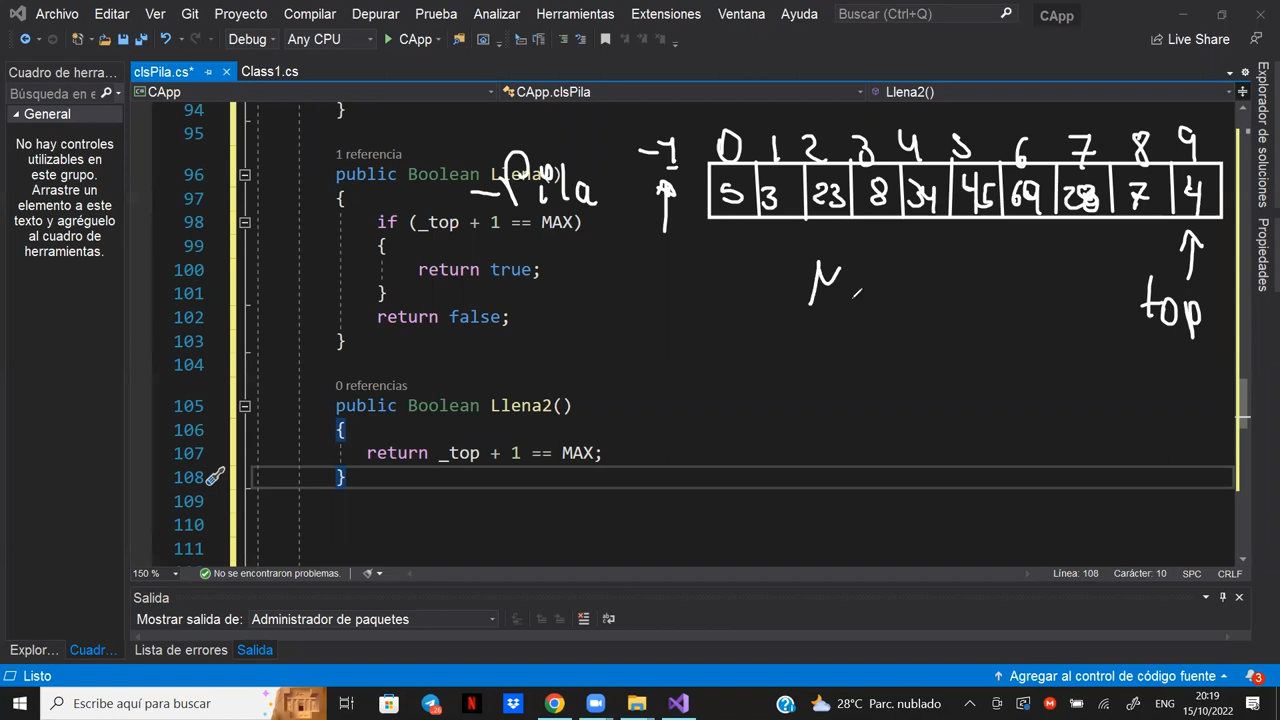 Archivo Editar Ver Git Proyecto Compilar Depurar Prueba Analizar Herramientas Extensiones Ventana Ayuda Buscar (Ctrl+Q) CApp
Debug Any CPU CApp Live Share
Cuadro de herra... clsPila.cs* Class1.cs
Búsqueda en e CApp CApp.clsPila Llena2()
General
No hay controles utilizables en este grupo. Arrastre un elemento a este texto y agréguelo al cuadro de herramientas.
Explorador de soluciones
Propiedades
94 }
95
1 referencia
96 public Boolean Llena()
97 {
98 if (_top + 1 == MAX)
99 {
100 return true;
101 }
102 return false;
103 }
104
0 referencias
105 public Boolean Llena2()
106 {
107 return _top + 1 == MAX;
108 }
109
110
111
-1 0 1 2 3 4 5 6 7 8 9
_Pila 5 3 23 8 34 45 69 7 4
top
150 % No se encontraron problemas. Línea: 108 Carácter: 10 SPC CRLF
Salida
Mostrar salida de: Administrador de paquetes
Explor... Cuadr... Lista de errores Salida
Listo Agregar al control de código fuente 3
Escribe aquí para buscar 28°C Parc. nublado ENG 20:19
15/10/2022